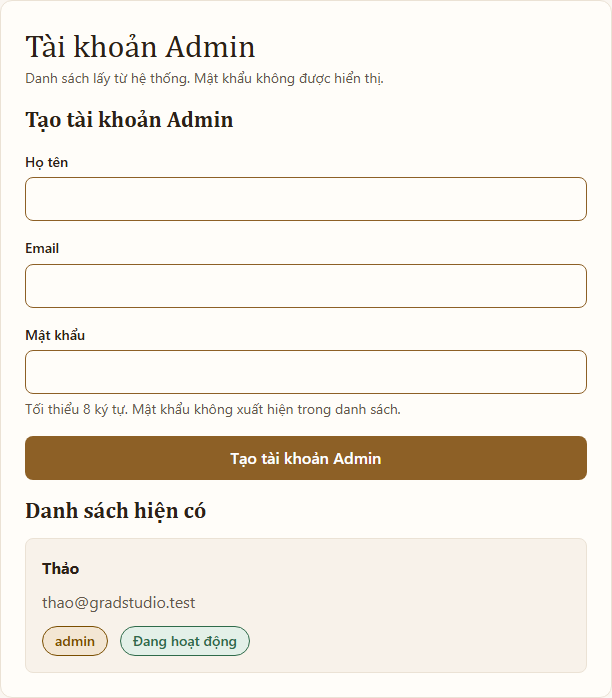 Tài khoản Admin
Danh sách lấy từ hệ thống. Mật khẩu không được hiển thị.
Tạo tài khoản Admin
Họ tên
Email
Mật khẩu
Tối thiểu 8 ký tự. Mật khẩu không xuất hiện trong danh sách.
Tạo tài khoản Admin
Danh sách hiện có
Thảo
thao@gradstudio.test
admin
Đang hoạt động